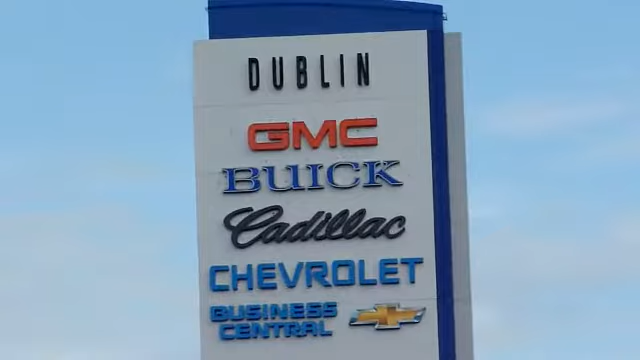 DUBLIN
GMC
BUICK
Cadillac
CHEVROLET
BUSINESS
CENTRAL